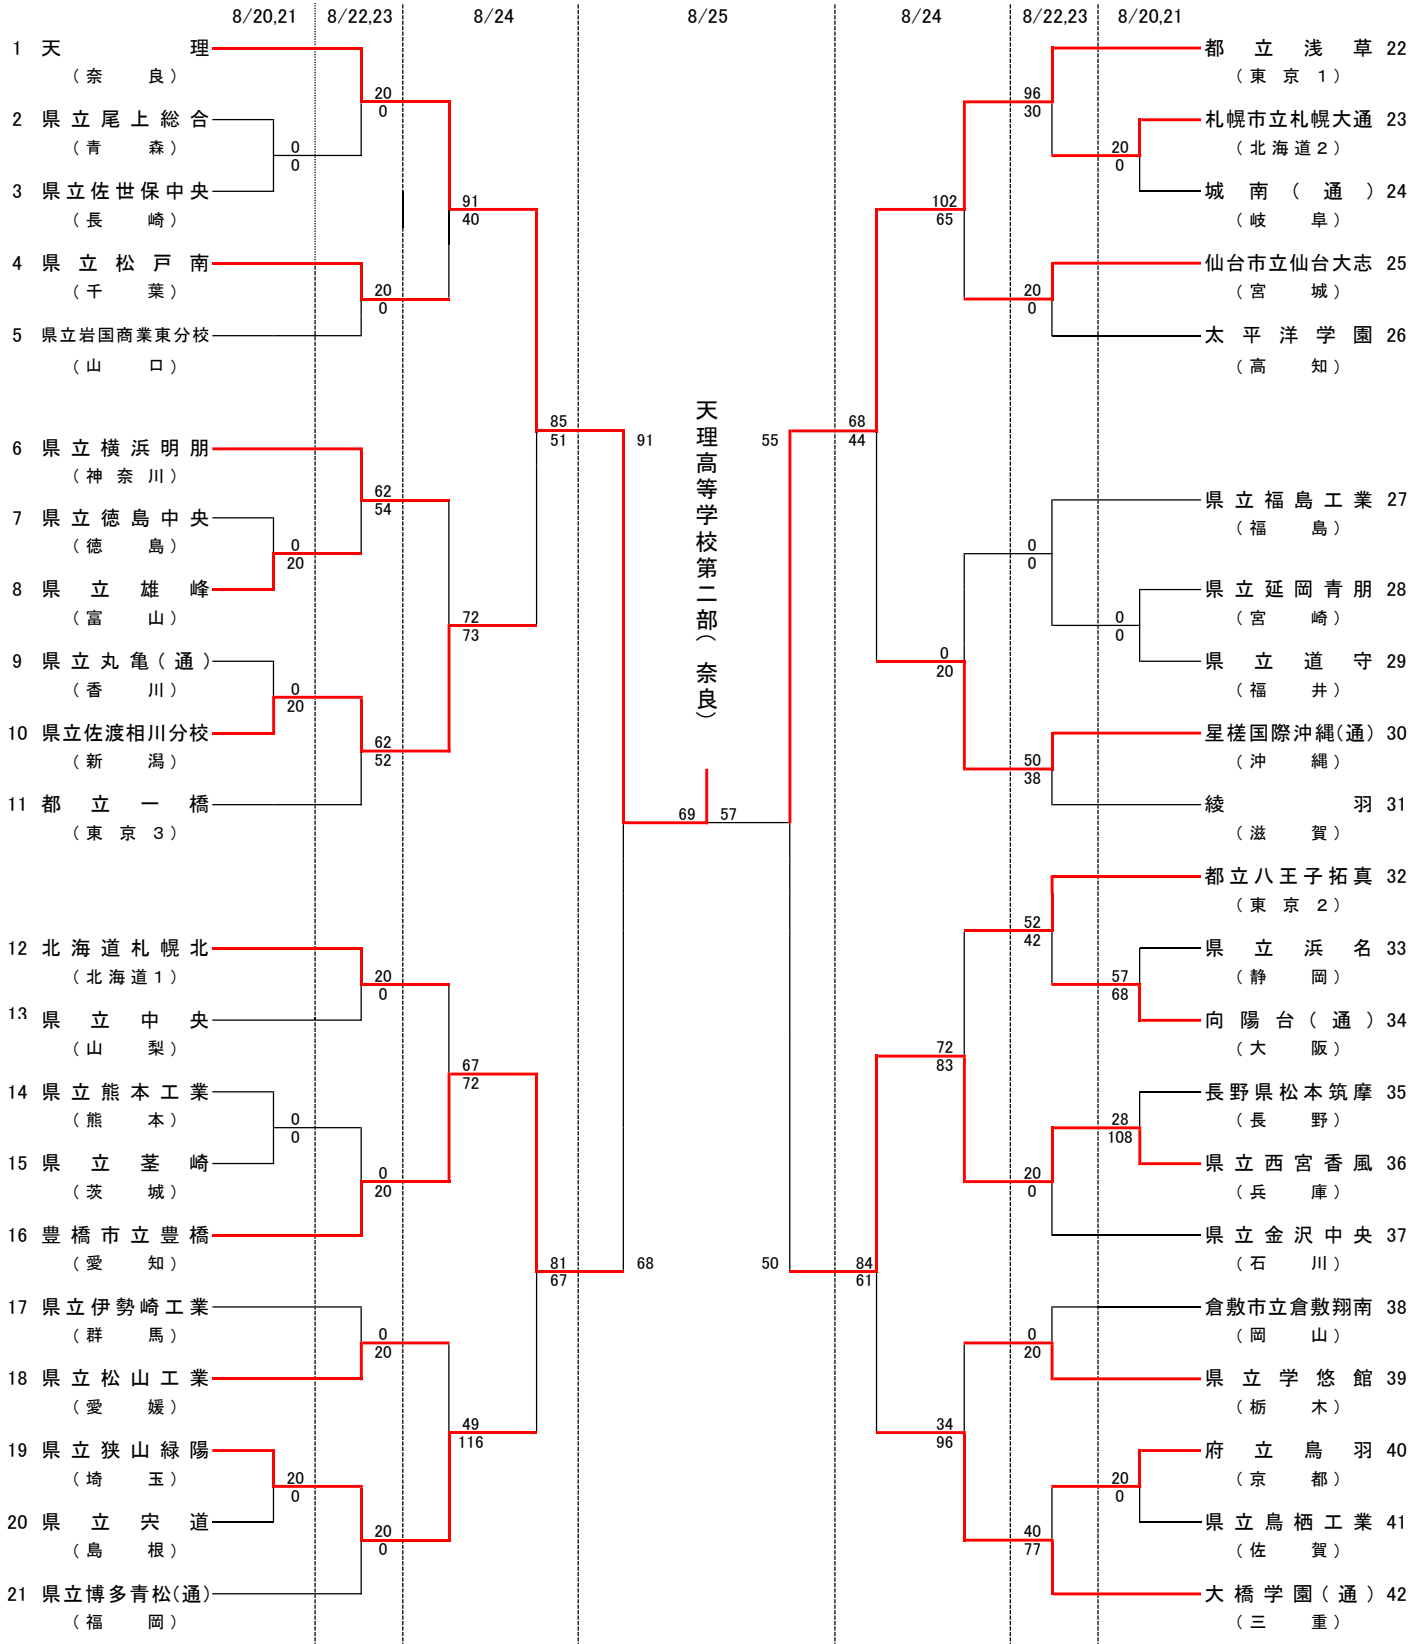 8/20,21 8/22,23 8/24 8/25 8/24 8/22,23 8/20,21
1 天理
(奈良)
20
0
2 県立尾上総合
(青森)
0
0
3 県立佐世保中央
(長崎)
91
40
4 県立松戸南
(千葉)
20
0
5 県立岩国商業東分校
(山口)
85
51
91
6 県立横浜明朋
(神奈川)
62
54
7 県立徳島中央
(徳島)
0
20
8 県立雄峰
(富山)
72
73
9 県立丸亀(通)
(香川)
0
20
10 県立佐渡相川分校
(新潟)
62
52
11 都立一橋
(東京3)
12 北海道札幌北
(北海道1)
20
0
13 県立中央
(山梨)
67
72
14 県立熊本工業
(熊本)
0
0
15 県立茎崎
(茨城)
0
20
16 豊橋市立豊橋
(愛知)
81
67
68
17 県立伊勢崎工業
(群馬)
0
20
18 県立松山工業
(愛媛)
49
116
19 県立狭山緑陽
(埼玉)
20
0
20 県立宍道
(島根)
20
0
21 県立博多青松(通)
(福岡)
天理高等学校第二部(奈良)
69 57
都立浅草 22
(東京1)
96
30
札幌市立札幌大通 23
(北海道2)
20
0
城南(通) 24
(岐阜)
102
65
仙台市立仙台大志 25
(宮城)
20
0
太平洋学園 26
(高知)
55
68
44
県立福島工業 27
(福島)
0
0
県立延岡青朋 28
(宮崎)
0
0
県立道守 29
(福井)
0
20
星槎国際沖縄(通) 30
(沖縄)
50
38
綾羽 31
(滋賀)
都立八王子拓真 32
(東京2)
52
42
県立浜名 33
(静岡)
57
68
向陽台(通) 34
(大阪)
72
83
長野県松本筑摩 35
(長野)
28
108
県立西宮香風 36
(兵庫)
20
0
県立金沢中央 37
(石川)
50
84
61
倉敷市立倉敷翔南 38
(岡山)
0
20
県立学悠館 39
(栃木)
34
96
府立鳥羽 40
(京都)
20
0
県立鳥栖工業 41
(佐賀)
40
77
大橋学園(通) 42
(三重)